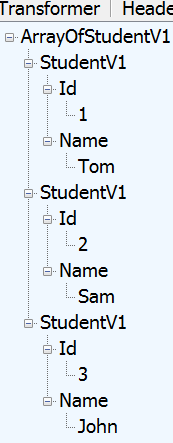 Transformer Heade
ArrayOfStudentV1
StudentV1
Id
1
Name
Tom
StudentV1
Id
2
Name
Sam
StudentV1
Id
3
Name
John